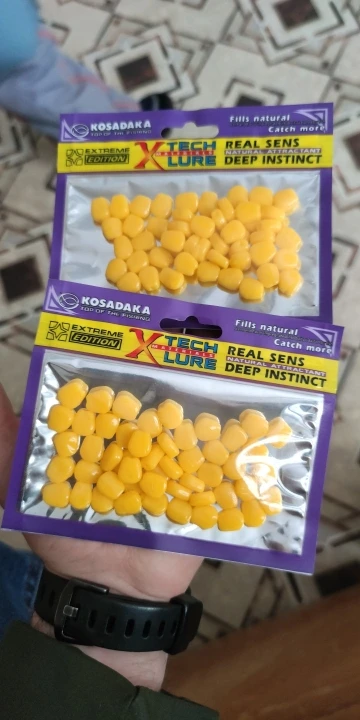 KOSADAKA
TOP OF THE FISHING
Fills natural
Catch more
EXTREME
EDITION
X TECH
LURE
REAL SENS
NATURAL ATTRACTANT
DEEP INSTINCT
KOSADAKA
TOP OF THE FISHING
Fills natural
Catch more
EXTREME
EDITION
X TECH
LURE
REAL SENS
NATURAL ATTRACTANT
DEEP INSTINCT